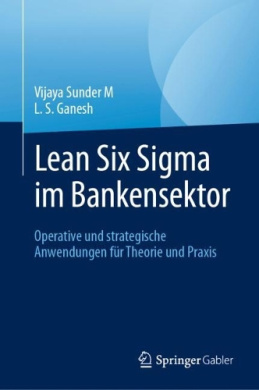 Vijaya Sunder M
L. S. Ganesh
Lean Six Sigma
im Bankensektor
Operative und strategische
Anwendungen für Theorie und Praxis
Springer Gabler